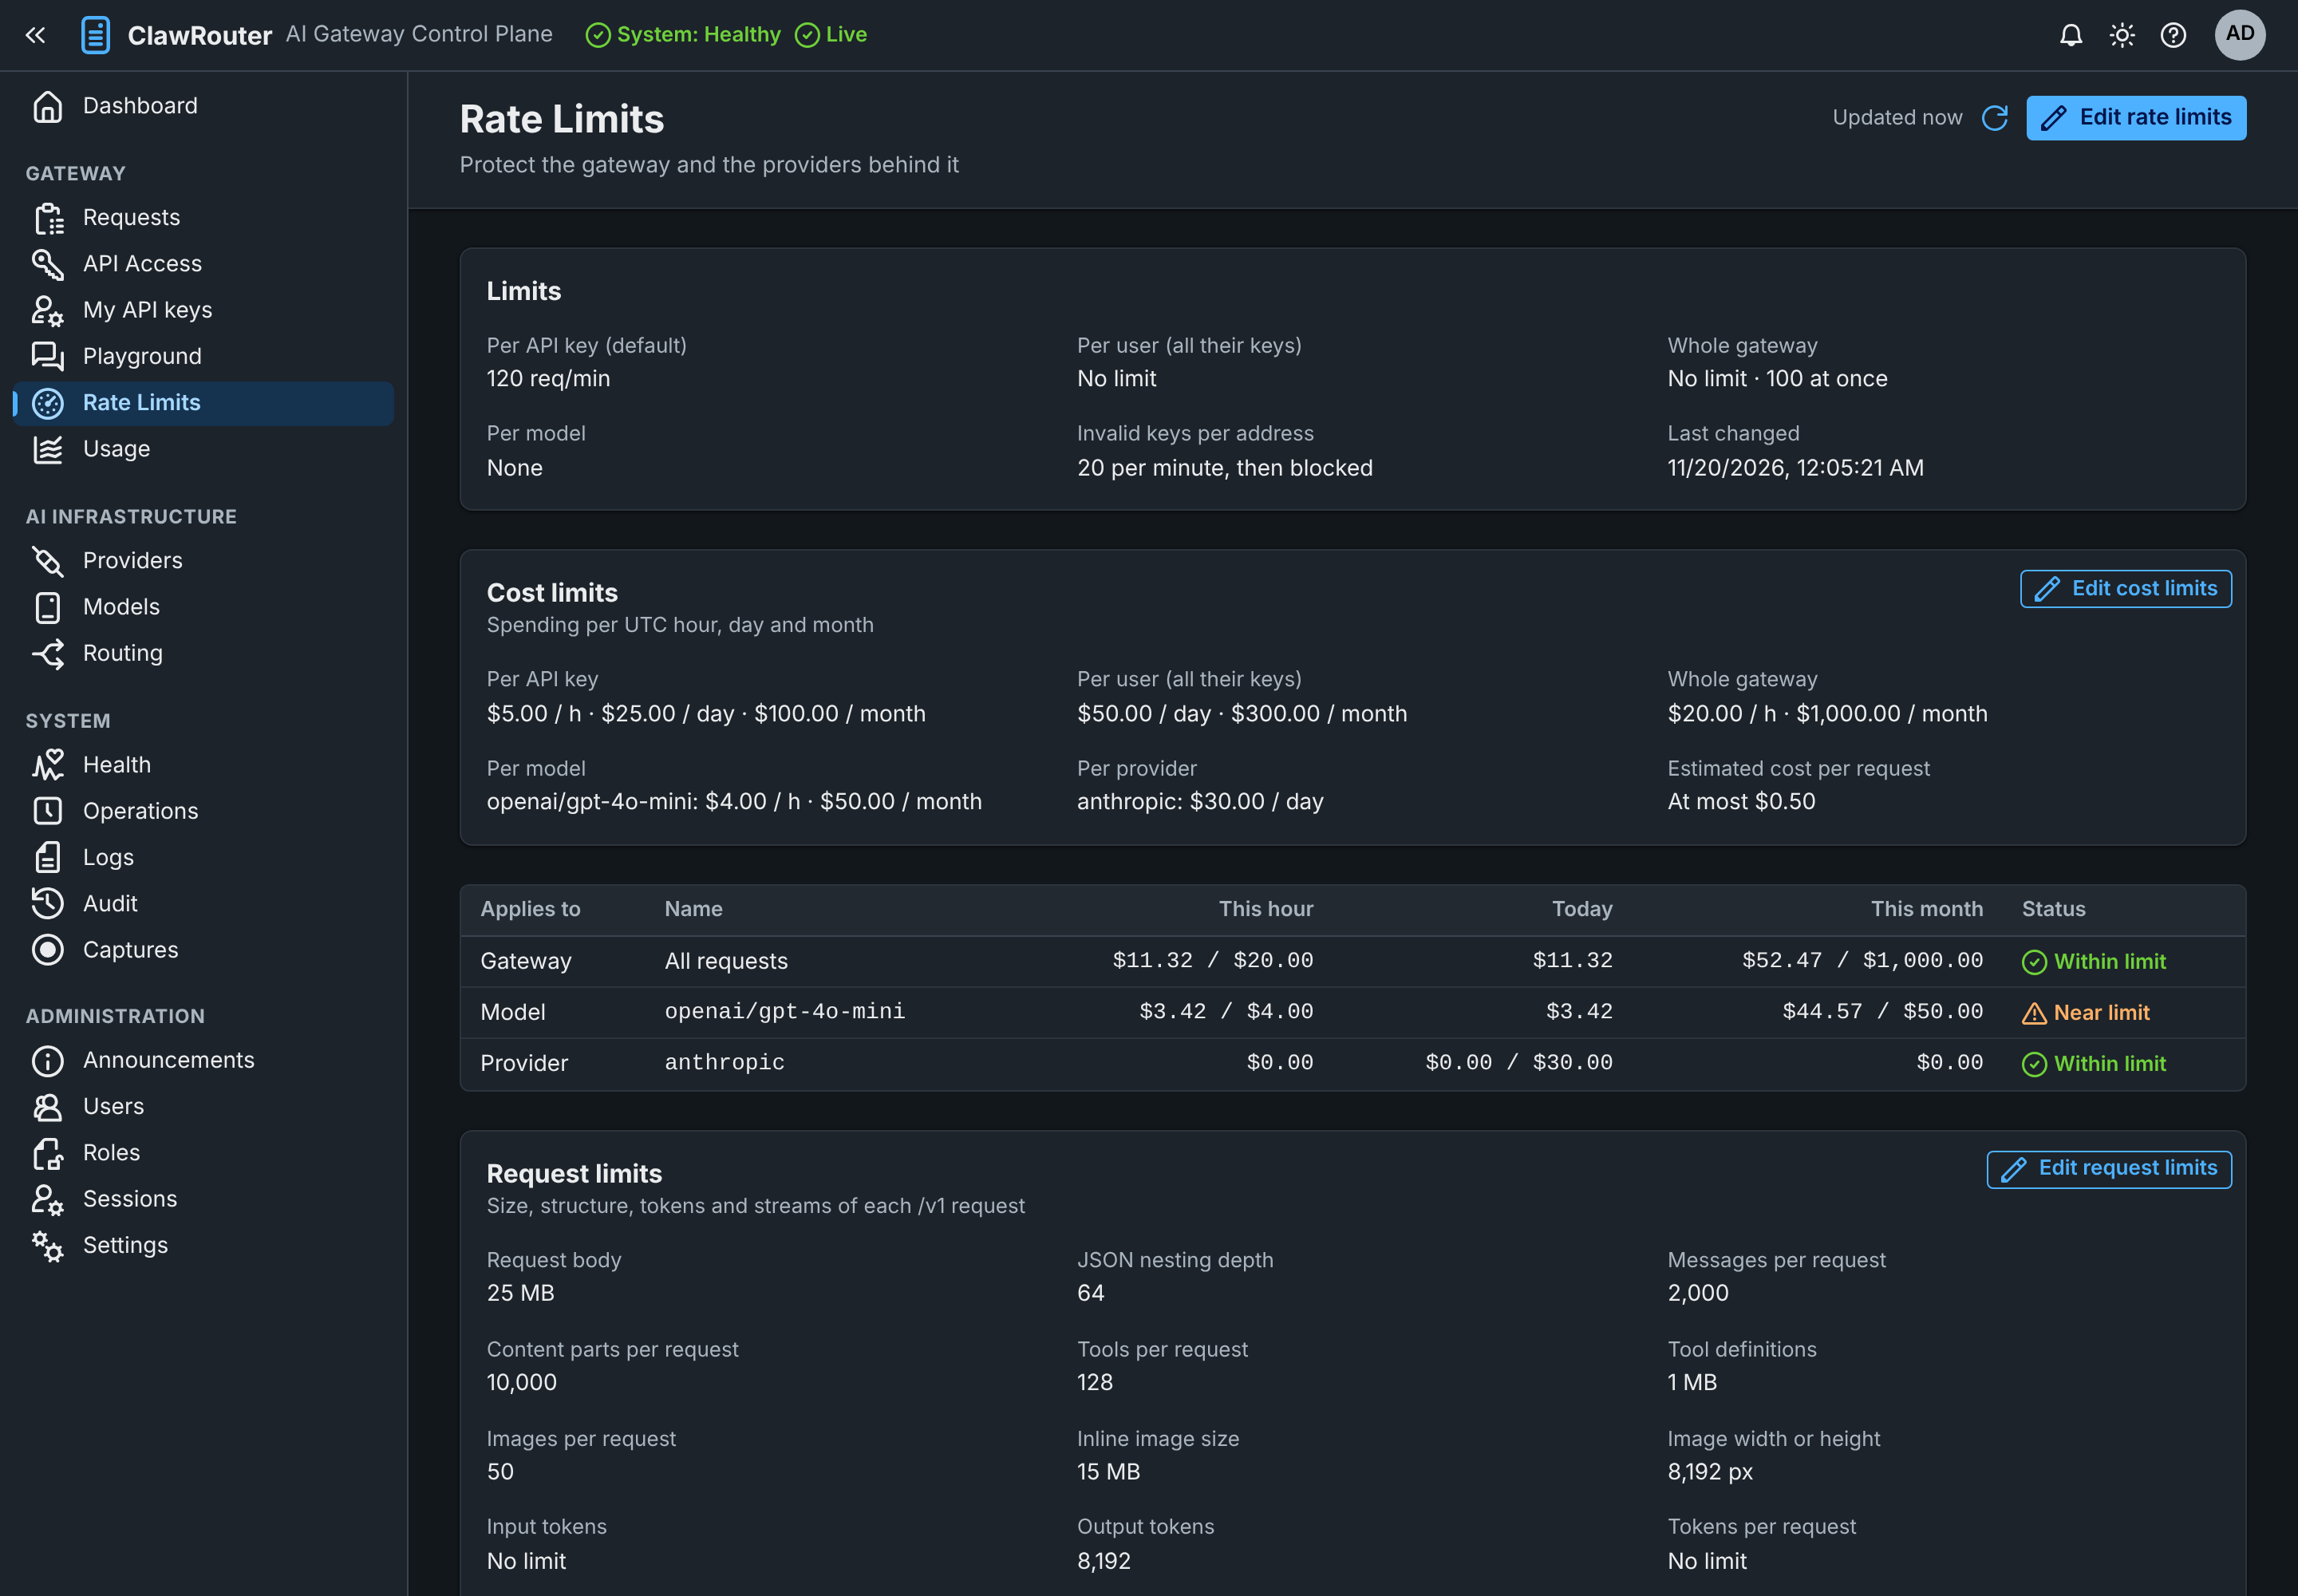 ClawRouter AI Gateway Control Plane System: Healthy Live AD
Dashboard
GATEWAY
Requests
API Access
My API keys
Playground
Rate Limits
Usage
AI INFRASTRUCTURE
Providers
Models
Routing
SYSTEM
Health
Operations
Logs
Audit
Captures
ADMINISTRATION
Announcements
Users
Roles
Sessions
Settings
Rate Limits
Protect the gateway and the providers behind it
Updated now Edit rate limits
Limits
Per API key (default) Per user (all their keys) Whole gateway
120 req/min No limit No limit · 100 at once
Per model Invalid keys per address Last changed
None 20 per minute, then blocked 11/20/2026, 12:05:21 AM
Cost limits Edit cost limits
Spending per UTC hour, day and month
Per API key Per user (all their keys) Whole gateway
$5.00 / h · $25.00 / day · $100.00 / month $50.00 / day · $300.00 / month $20.00 / h · $1,000.00 / month
Per model Per provider Estimated cost per request
openai/gpt-4o-mini: $4.00 / h · $50.00 / month anthropic: $30.00 / day At most $0.50
Applies to Name This hour Today This month Status
Gateway All requests $11.32 / $20.00 $11.32 $52.47 / $1,000.00 Within limit
Model openai/gpt-4o-mini $3.42 / $4.00 $3.42 $44.57 / $50.00 Near limit
Provider anthropic $0.00 $0.00 / $30.00 $0.00 Within limit
Request limits Edit request limits
Size, structure, tokens and streams of each /v1 request
Request body JSON nesting depth Messages per request
25 MB 64 2,000
Content parts per request Tools per request Tool definitions
10,000 128 1 MB
Images per request Inline image size Image width or height
50 15 MB 8,192 px
Input tokens Output tokens Tokens per request
No limit 8,192 No limit